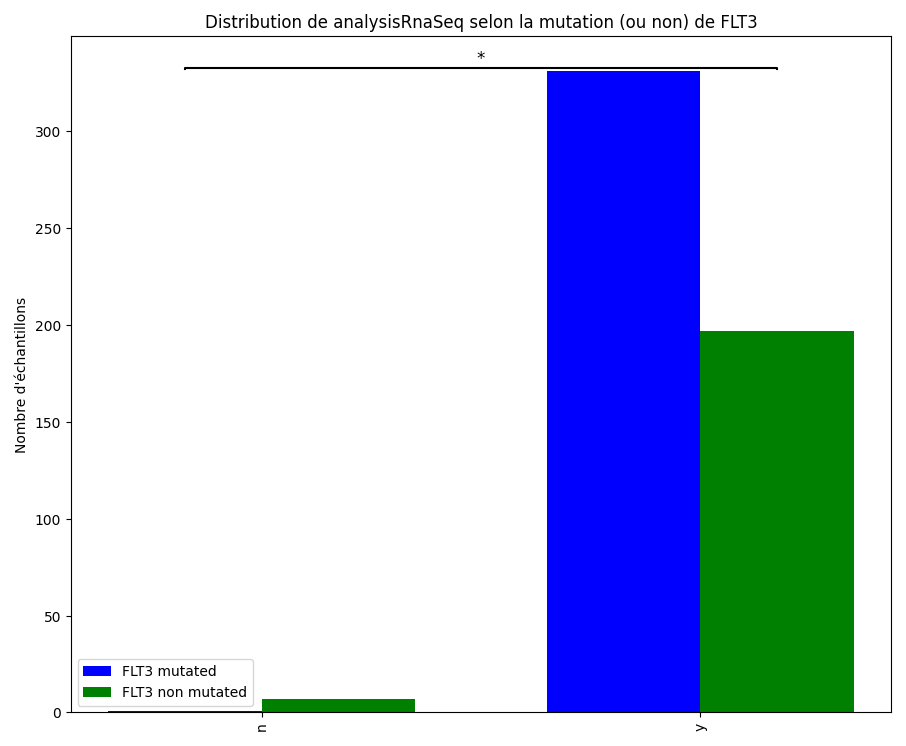 Distribution de analysisRnaSeq selon la mutation (ou non) de FLT3
*
300
250
200
150
100
50
0
Nombre d'échantillons
FLT3 mutated
FLT3 non mutated
n
y